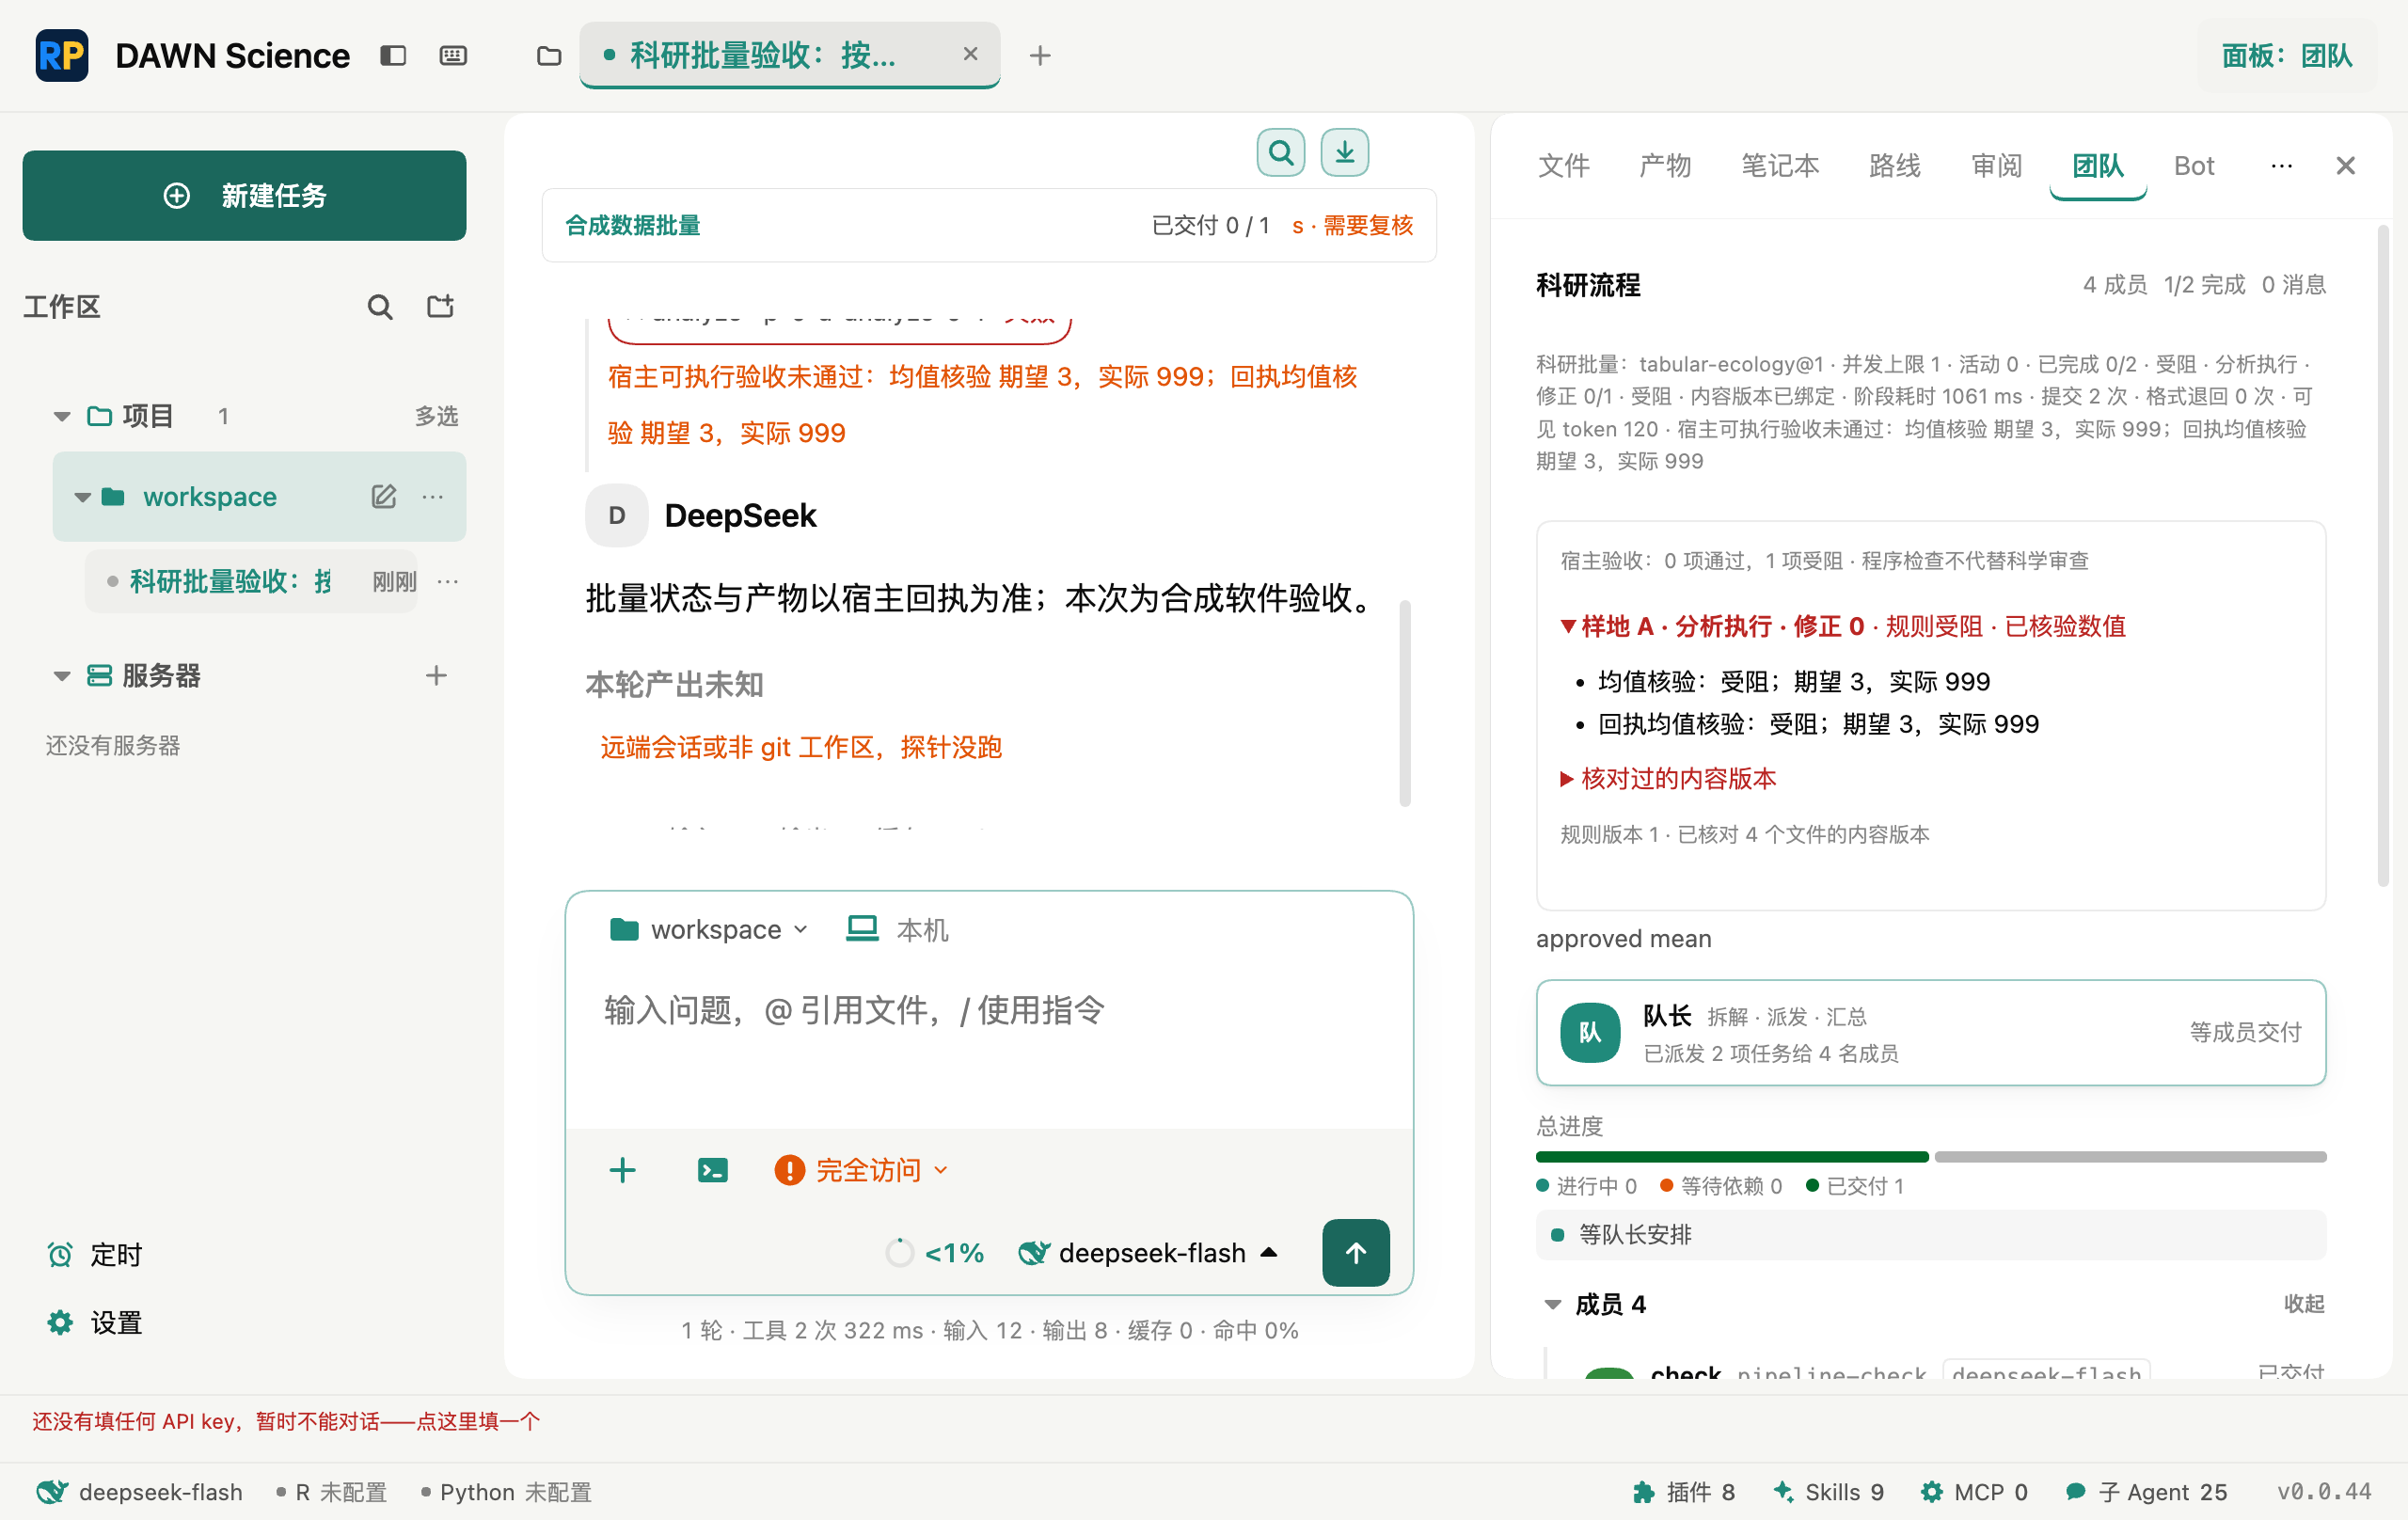 RP DAWN Science
科研批量验收：按...
面板：团队
新建任务
工作区
项目 1 多选
workspace
科研批量验收：按 刚刚
服务器
还没有服务器
定时
设置
合成数据批量 已交付 0 / 1 s · 需要复核
宿主可执行验收未通过：均值核验 期望 3，实际 999；回执均值核
验 期望 3，实际 999
D DeepSeek
批量状态与产物以宿主回执为准；本次为合成软件验收。
本轮产出未知
远端会话或非 git 工作区，探针没跑
workspace 本机
输入问题，@ 引用文件，/ 使用指令
完全访问
<1% deepseek-flash
1 轮 · 工具 2 次 322 ms · 输入 12 · 输出 8 · 缓存 0 · 命中 0%
文件 产物 笔记本 路线 审阅 团队 Bot ...
科研流程 4 成员 1/2 完成 0 消息
科研批量：tabular-ecology@1 · 并发上限 1 · 活动 0 · 已完成 0/2 · 受阻 · 分析执行 ·
修正 0/1 · 受阻 · 内容版本已绑定 · 阶段耗时 1061 ms · 提交 2 次 · 格式退回 0 次 · 可
见 token 120 · 宿主可执行验收未通过：均值核验 期望 3，实际 999；回执均值核验
期望 3，实际 999
宿主验收：0 项通过，1 项受阻 · 程序检查不代替科学审查
样地 A · 分析执行 · 修正 0 · 规则受阻 · 已核验数值
• 均值核验：受阻；期望 3，实际 999
• 回执均值核验：受阻；期望 3，实际 999
核对过的内容版本
规则版本 1 · 已核对 4 个文件的内容版本
approved mean
队 队长 拆解 · 派发 · 汇总
已派发 2 项任务给 4 名成员
等成员交付
总进度
进行中 0 等待依赖 0 已交付 1
等队长安排
成员 4 收起
check pipeline-check deepseek-flash 已交付
还没有填任何 API key，暂时不能对话——点这里填一个
deepseek-flash R 未配置 Python 未配置
插件 8 Skills 9 MCP 0 子 Agent 25 v0.0.44